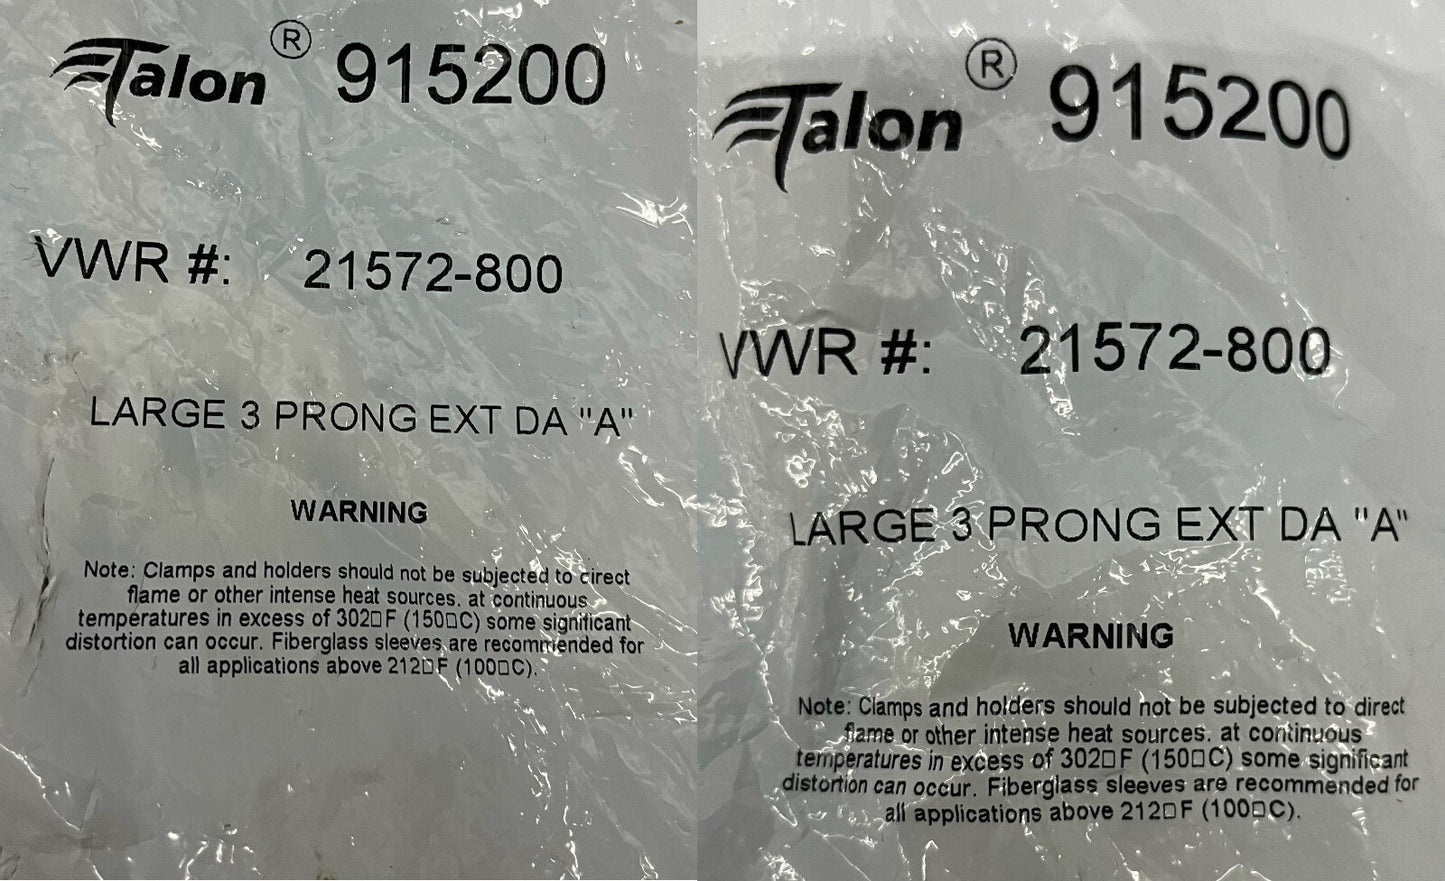 Talon® 915200
VWR #: 21572-800
LARGE 3 PRONG EXT DA "A"
WARNING
Note: Clamps and holders should not be subjected to direct
flame or other intense heat sources. at continuous
temperatures in excess of 302□F (150□C) some significant
distortion can occur. Fiberglass sleeves are recommended for
all applications above 212□F (100□C).
Talon® 915200
VWR #: 21572-800
LARGE 3 PRONG EXT DA "A"
WARNING
Note: Clamps and holders should not be subjected to direct
flame or other intense heat sources. at continuous
temperatures in excess of 302□F (150□C) some significant
distortion can occur. Fiberglass sleeves are recommended for
all applications above 212□F (100□C).